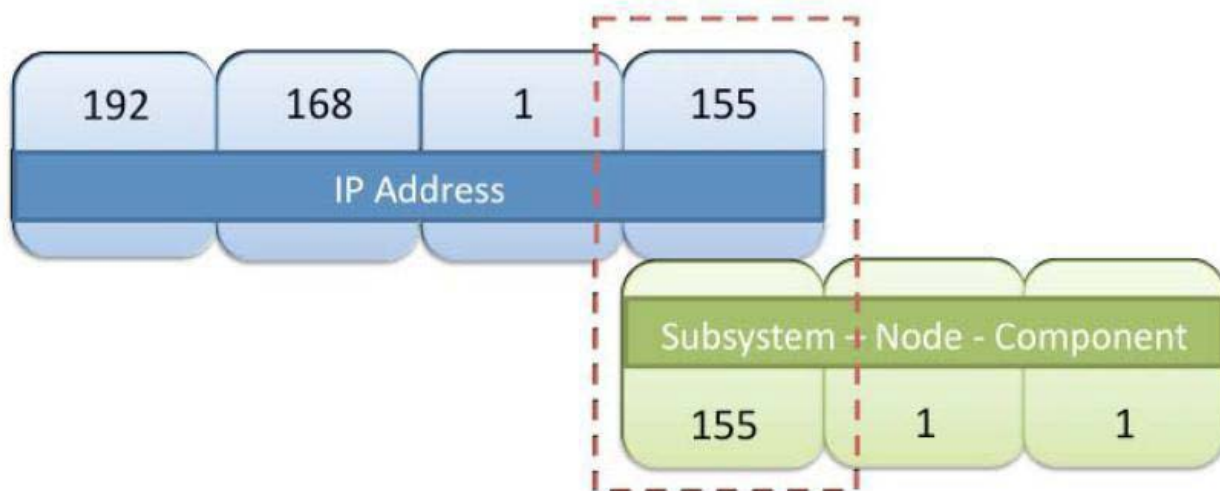 192 168 1 155
IP Address
Subsystem – Node - Component
155 1 1